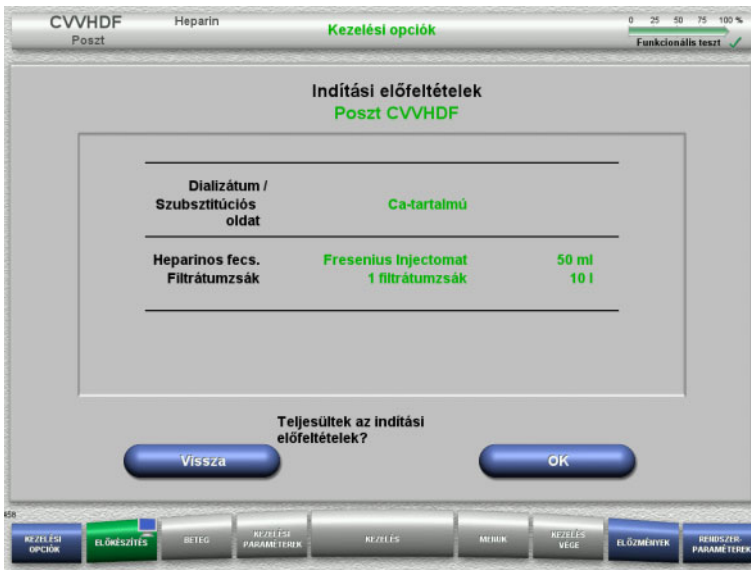 CVVHDF
Poszt
Heparin
Kezelési opciók
0 25 50 75 100 %
Funkcionális teszt
Indítási előfeltételek
Poszt CVVHDF
Dializátum /
Szubsztitúciós
oldat
Ca-tartalmú
Heparinos fecs. Fresenius Injectomat 50 ml
Filtrátumzsák 1 filtrátumzsák 10 l
Teljesültek az indítási
előfeltételek?
Vissza
OK
458
KEZELÉSI
OPCIÓK
ELŐKÉSZÍTÉS
BETEG
KEZELÉSI
PARAMÉTEREK
KEZELÉS
MENÜK
KEZELÉS
VÉGE
ELŐZMÉNYEK
RENDSZER-
PARAMÉTEREK